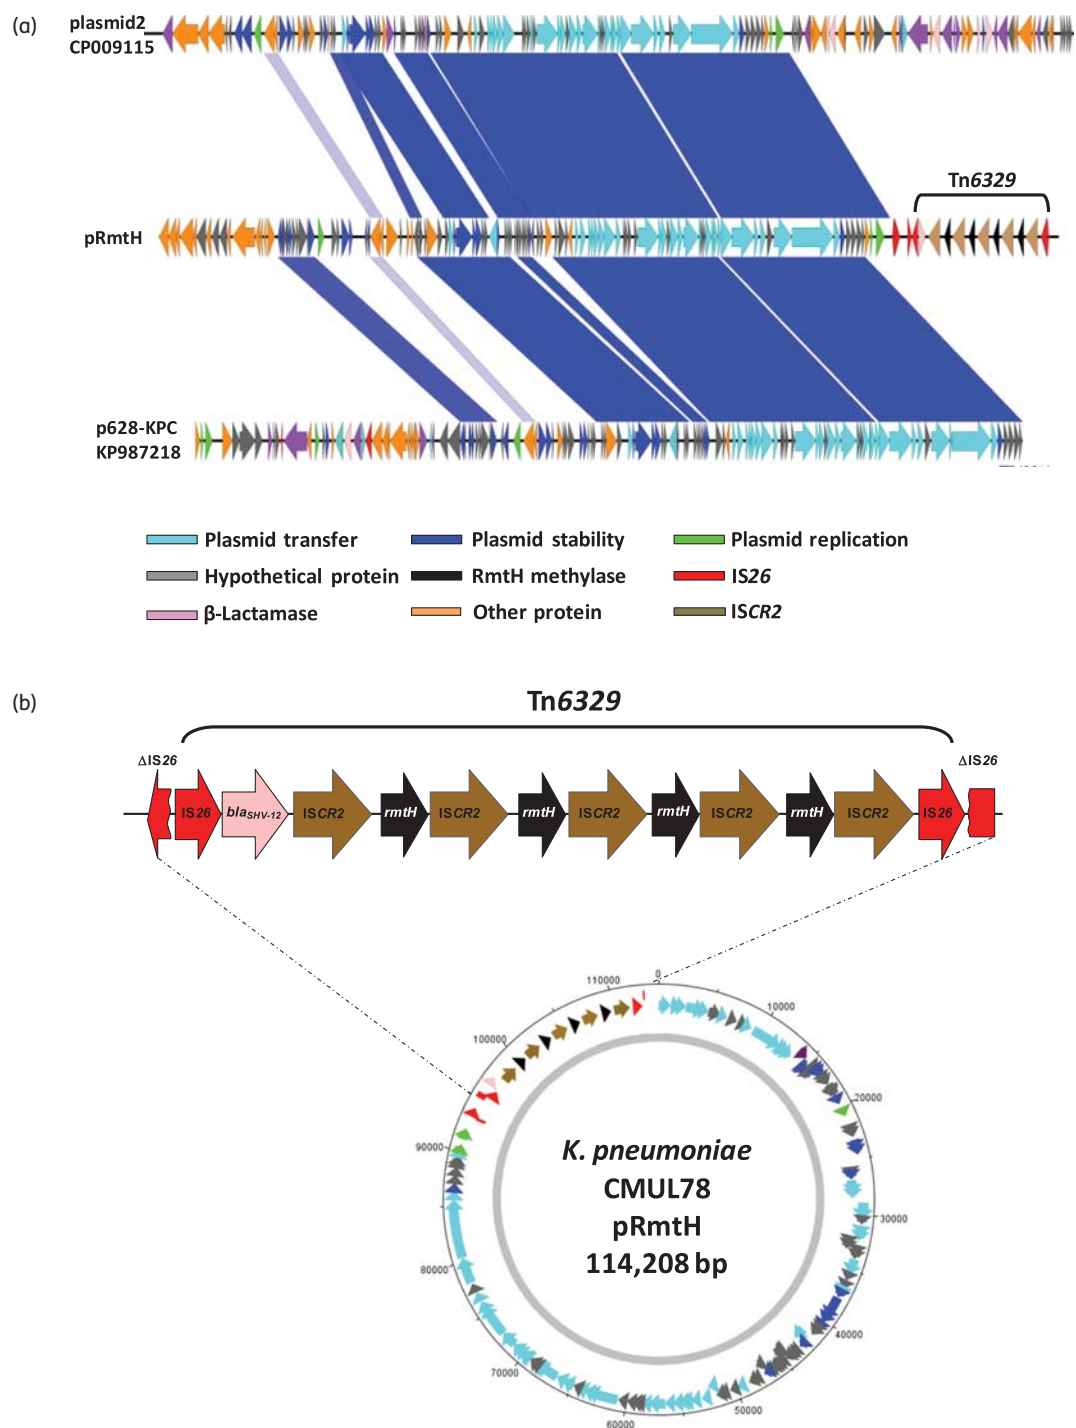 (a)
plasmid2
CP009115
Tn6329
pRmtH
p628-KPC
KP987218
Plasmid transfer
Plasmid stability
Plasmid replication
Hypothetical protein
RmtH methylase
IS26
β-Lactamase
Other protein
ISCR2
(b)
Tn6329
ΔIS26
ΔIS26
IS26
blaSHV-12
ISCR2
rmtH
ISCR2
rmtH
ISCR2
rmtH
ISCR2
rmtH
ISCR2
IS26
0
10000
20000
30000
40000
50000
60000
70000
80000
90000
100000
110000
K. pneumoniae
CMUL78
pRmtH
114,208 bp